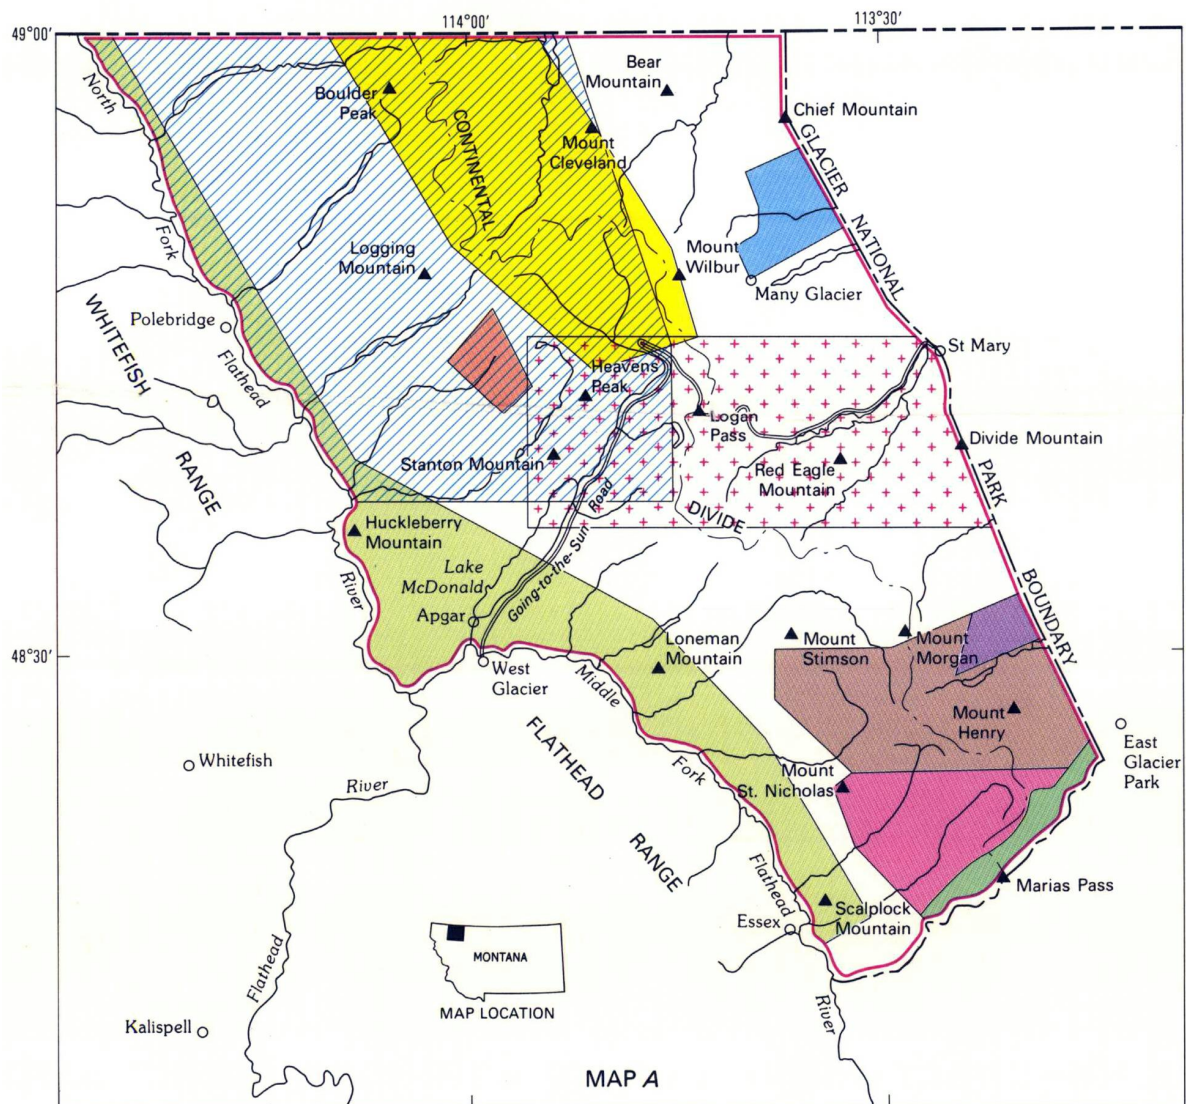 114°00'
113°30'
49°00'
North
Boulder
Peak
CONTINENTAL
Bear
Mountain
Mount
Cleveland
Chief Mountain
GLACIER
NATIONAL
Fork
Logging
Mountain
Mount
Wilbur
Many Glacier
WHITEFISH
Polebridge
Flathead
St Mary
Heavens
Peak
Logan
Pass
Divide Mountain
Stanton Mountain
Red Eagle
Mountain
PARK
RANGE
Road
DIVIDE
Huckleberry
Mountain
Lake
McDonald
Going-to-the-Sun
River
Apgar
BOUNDARY
48°30'
Loneman
Mountain
Mount
Stimson
Mount
Morgan
West
Glacier
Middle
Mount
Henry
East
Glacier
Park
FLATHEAD
Whitefish
Fork
Mount
St. Nicholas
River
RANGE
Flathead
Marias Pass
Essex
Scalplock
Mountain
MONTANA
MAP LOCATION
Flathead
River
Kalispell
MAP A